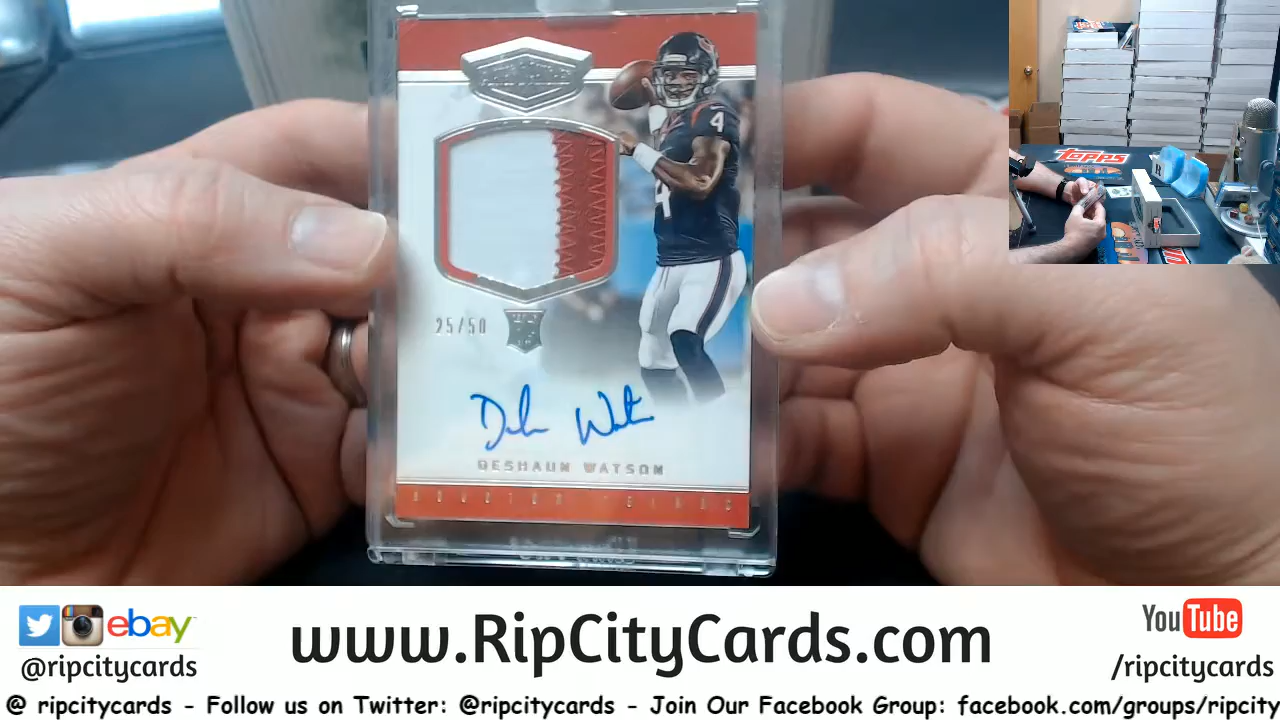 4
4
25/50
DESHAUN WATSON
HOUSTON TEXANS
TOPPS
ebay
@ripcitycards
www.RipCityCards.com
YouTube
/ripcitycards
@ ripcitycards - Follow us on Twitter: @ripcitycards - Join Our Facebook Group: facebook.com/groups/ripcity